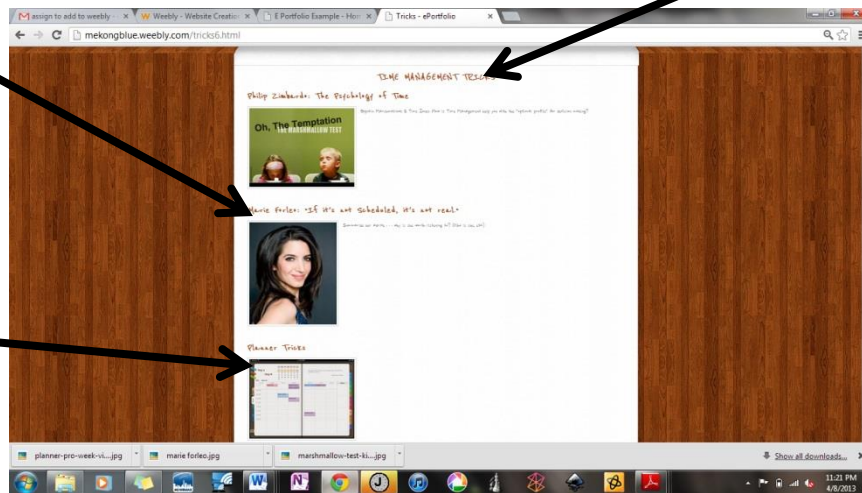 assign to add to weebly -
Weebly - Website Creation
E Portfolio Example - Hom
Tricks - ePortfolio
mekongblue.weebly.com/tricks6.html
TIME MANAGEMENT TRICKS
Philip Zimbardo: The Psychology of Time
Oh, The Temptation
THE MARSHMALLOW TEST
Marie Forleo: "If it's not scheduled, it's not real."
Planner Tricks
planner-pro-week-vi....jpg
marie forleo.jpg
marshmallow-test-ki....jpg
Show all downloads...
11:21 PM
4/8/2013